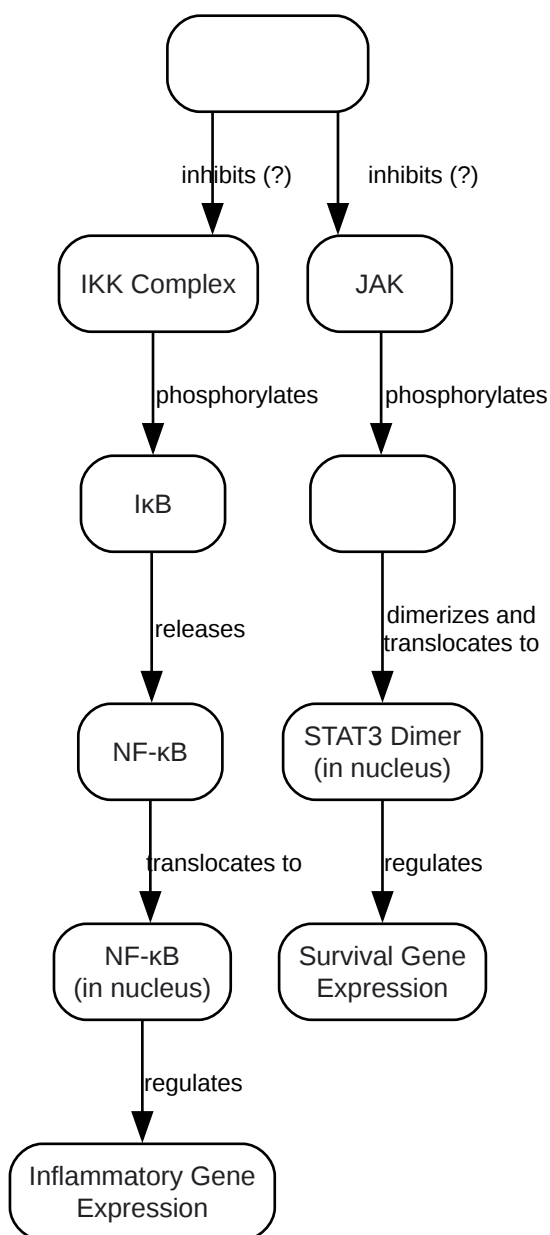 inhibits (?)
inhibits (?)
IKK Complex
JAK
phosphorylates
phosphorylates
IκB
releases
dimerizes and
translocates to
NF-κB
STAT3 Dimer
(in nucleus)
translocates to
regulates
NF-κB
(in nucleus)
Survival Gene
Expression
regulates
Inflammatory Gene
Expression